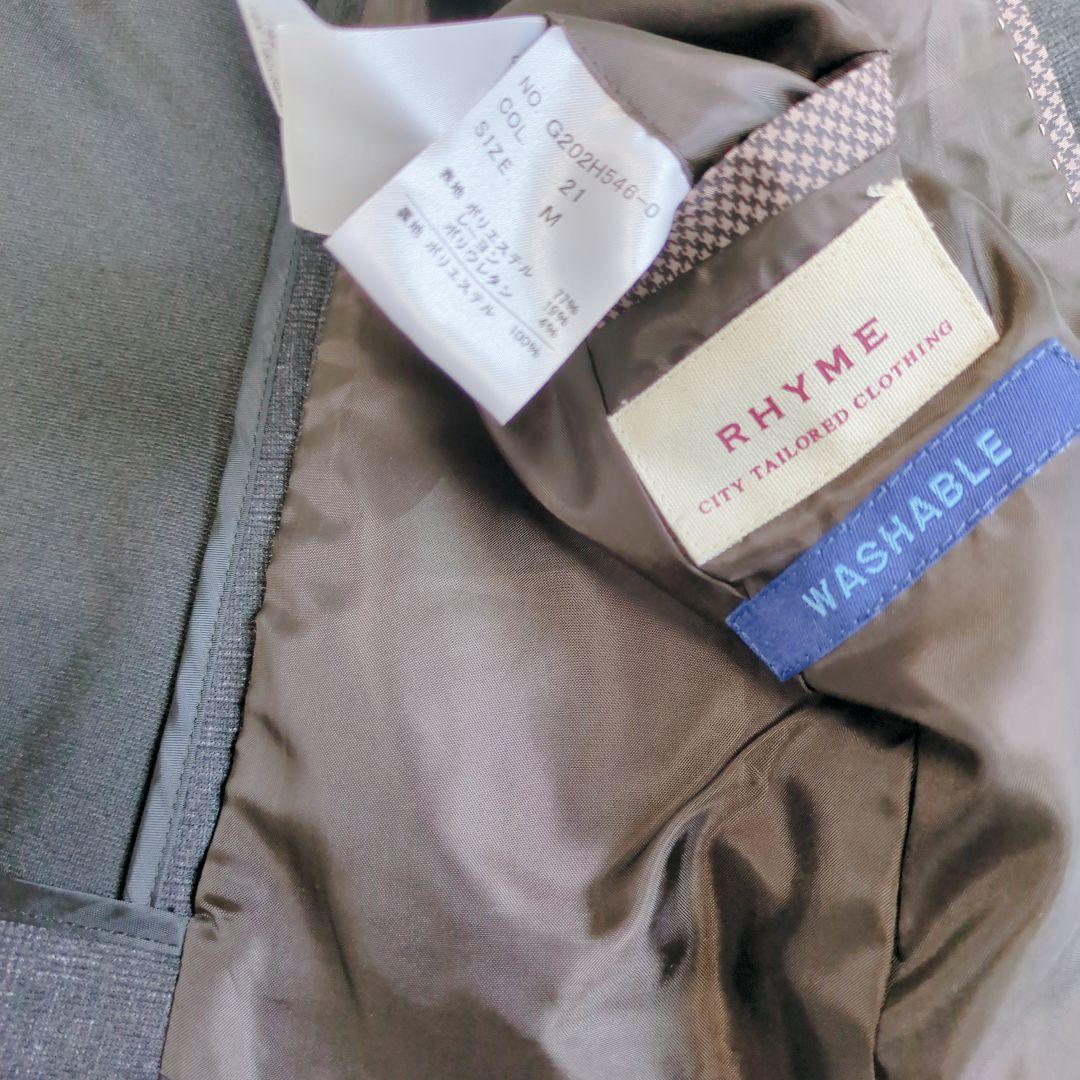 NO G202H546-0
COL 21
SIZE M
表地 ポリエステル 77%
レーヨン 19%
ポリウレタン 4%
裏地 ポリエステル 100%
RHYME
CITY TAILORED CLOTHING
WASHABLE